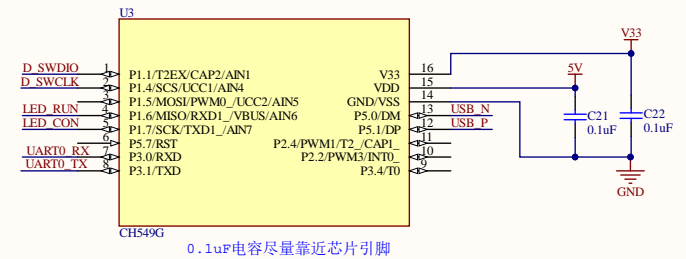 U3
V33
D_SWDIO 1 P1.1/T2EX/CAP2/AIN1 V33 16
5V
D_SWCLK 2 P1.4/SCS/UCC1/AIN4 VDD 15
3 P1.5/MOSI/PWM0_/UCC2/AIN5 GND/VSS 14
LED_RUN 4 P1.6/MISO/RXD1_/VBUS/AIN6 P5.0/DM 13 USB_N C21 C22
LED_CON 5 P1.7/SCK/TXD1_/AIN7 P5.1/DP 12 USB_P 0.1uF 0.1uF
6 P5.7/RST P2.4/PWM1/T2_/CAP1_ 11
UART0_RX 7 P3.0/RXD P2.2/PWM3/INT0_ 10
UART0_TX 8 P3.1/TXD P3.4/T0 9
GND
CH549G
0.1uF电容尽量靠近芯片引脚